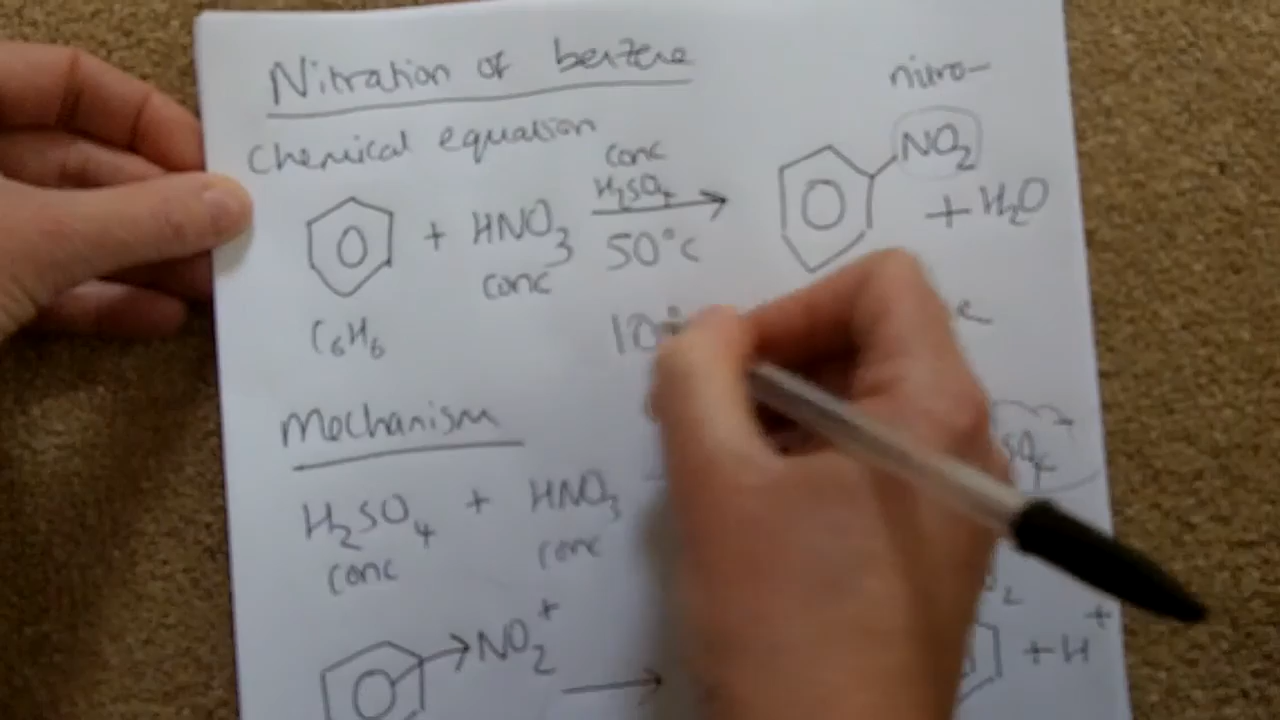 Nitration of benzene
nitro-
Chemical equation
conc
H2SO4
NO2
+ HNO3
50°c
+ H2O
conc
C6H6
Mechanism
H2SO4 + HNO3
SO4
conc conc
NO2+
+ H+